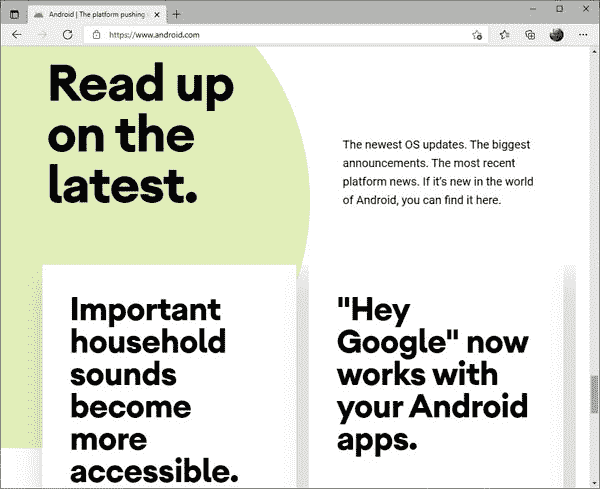 Android | The platform pushing
https://www.android.com
Read up
on the
latest.
The newest OS updates. The biggest
announcements. The most recent
platform news. If it's new in the world
of Android, you can find it here.
Important
household
sounds
become
more
accessible.
"Hey
Google" now
works with
your Android
apps.